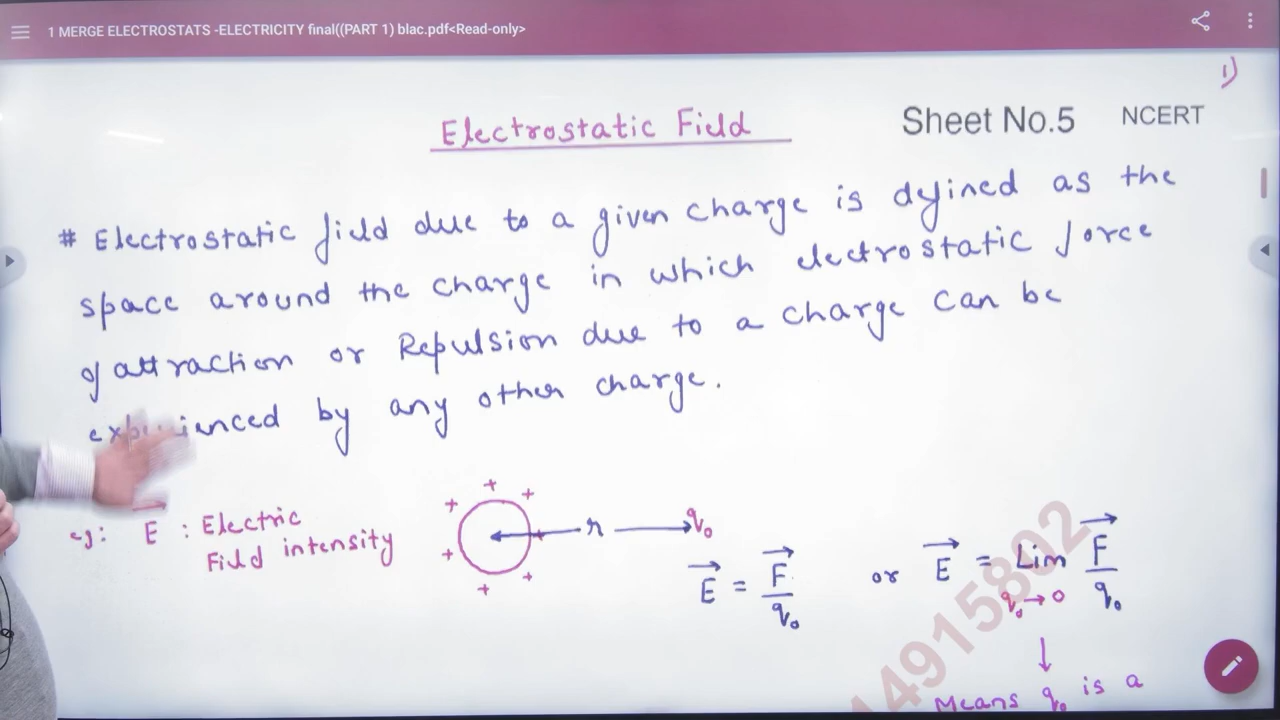 1 MERGE ELECTROSTATS -ELECTRICITY final((PART 1) blac.pdf<Read-only>
1)
Electrostatic Field
Sheet No.5 NCERT
# Electrostatic field due to a given charge is defined as the
space around the charge in which electrostatic force
of attraction or Repulsion due to a charge can be
experienced by any other charge.
eg: E⃗ : Electric
Field intensity
+ + + + + + +
r q₀
E⃗ = F⃗/q₀ or E⃗ = Lim q₀→0 F⃗/q₀
↓
Means q₀ is a
14915802